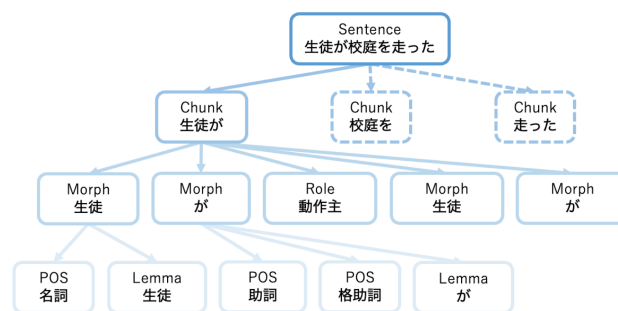 Sentence
生徒が校庭を走った
Chunk
生徒が
Chunk
校庭を
Chunk
走った
Morph
生徒
Morph
が
Role
動作主
Morph
生徒
Morph
が
POS
名詞
Lemma
生徒
POS
助詞
POS
格助詞
Lemma
が